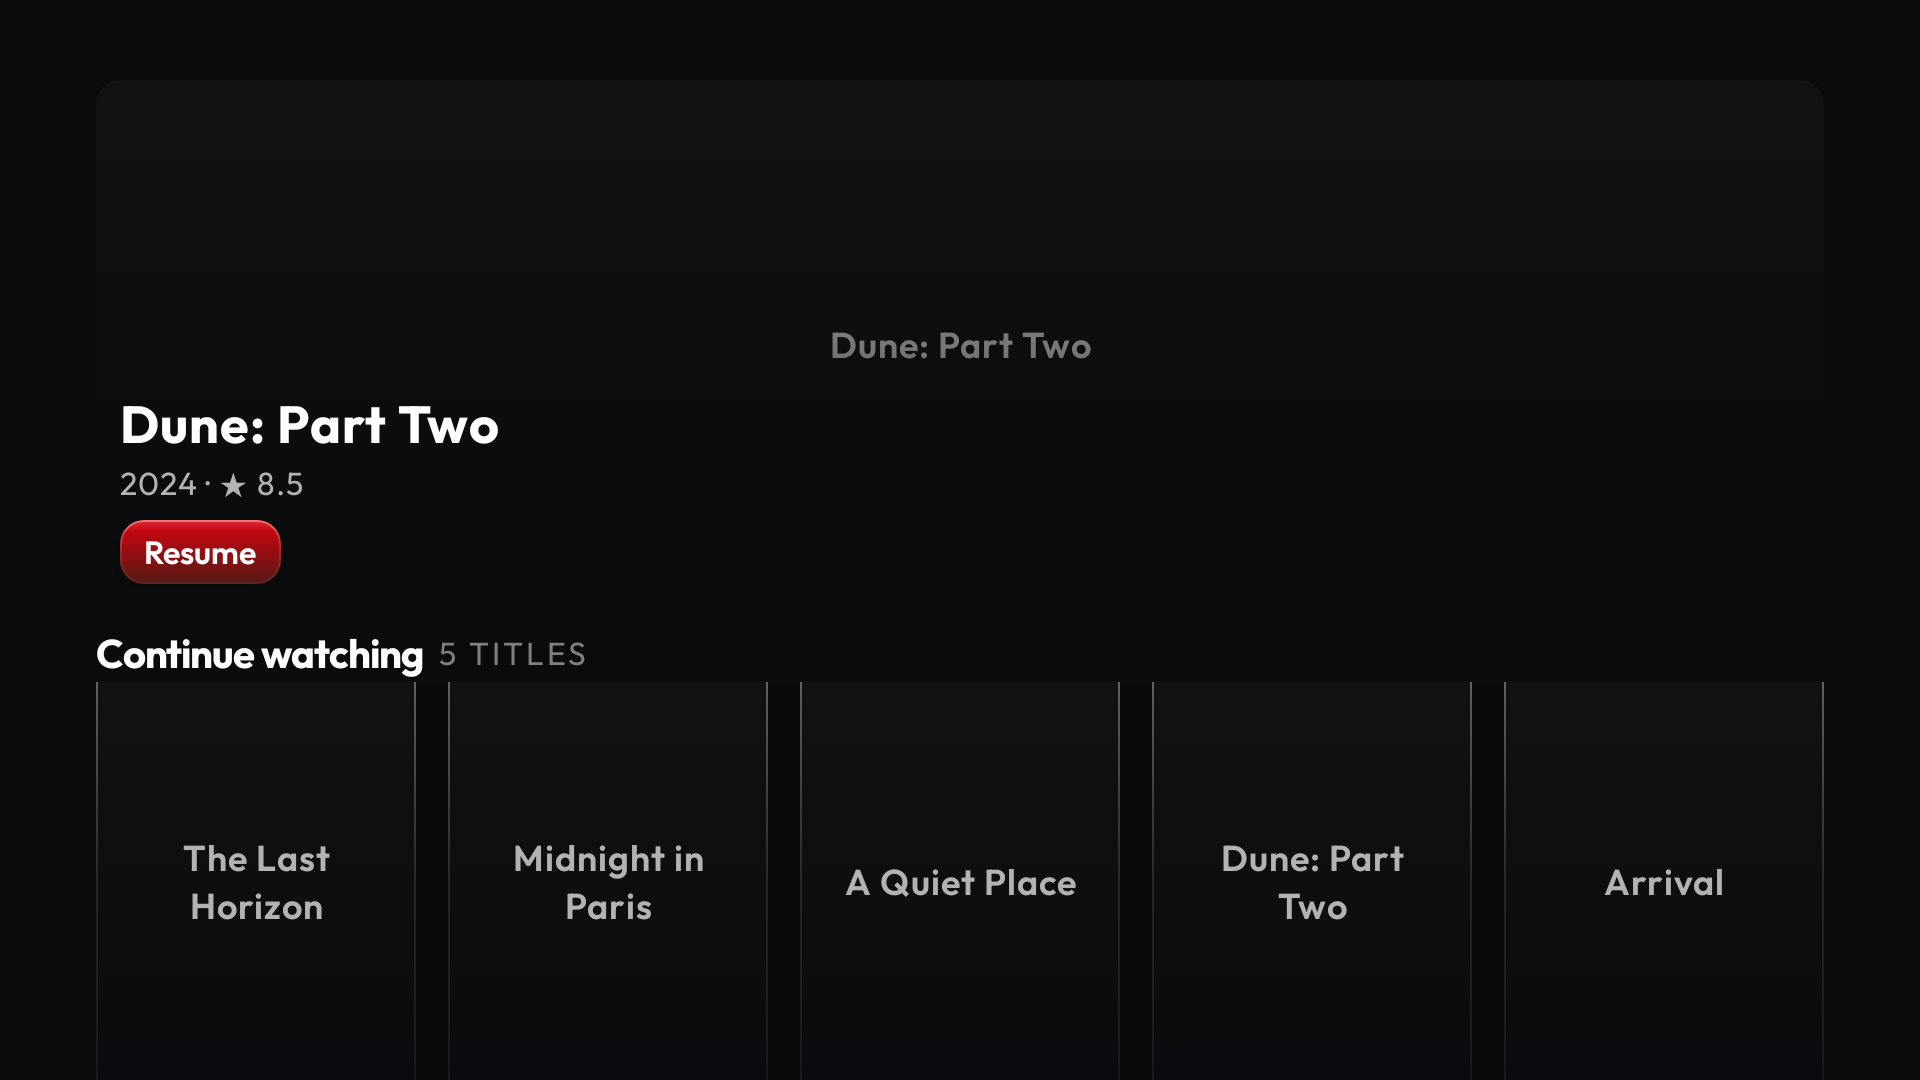 Dune: Part Two
Dune: Part Two
2024 · ★ 8.5
Resume
Continue watching 5 TITLES
The Last
Horizon
Midnight in
Paris
A Quiet Place
Dune: Part
Two
Arrival